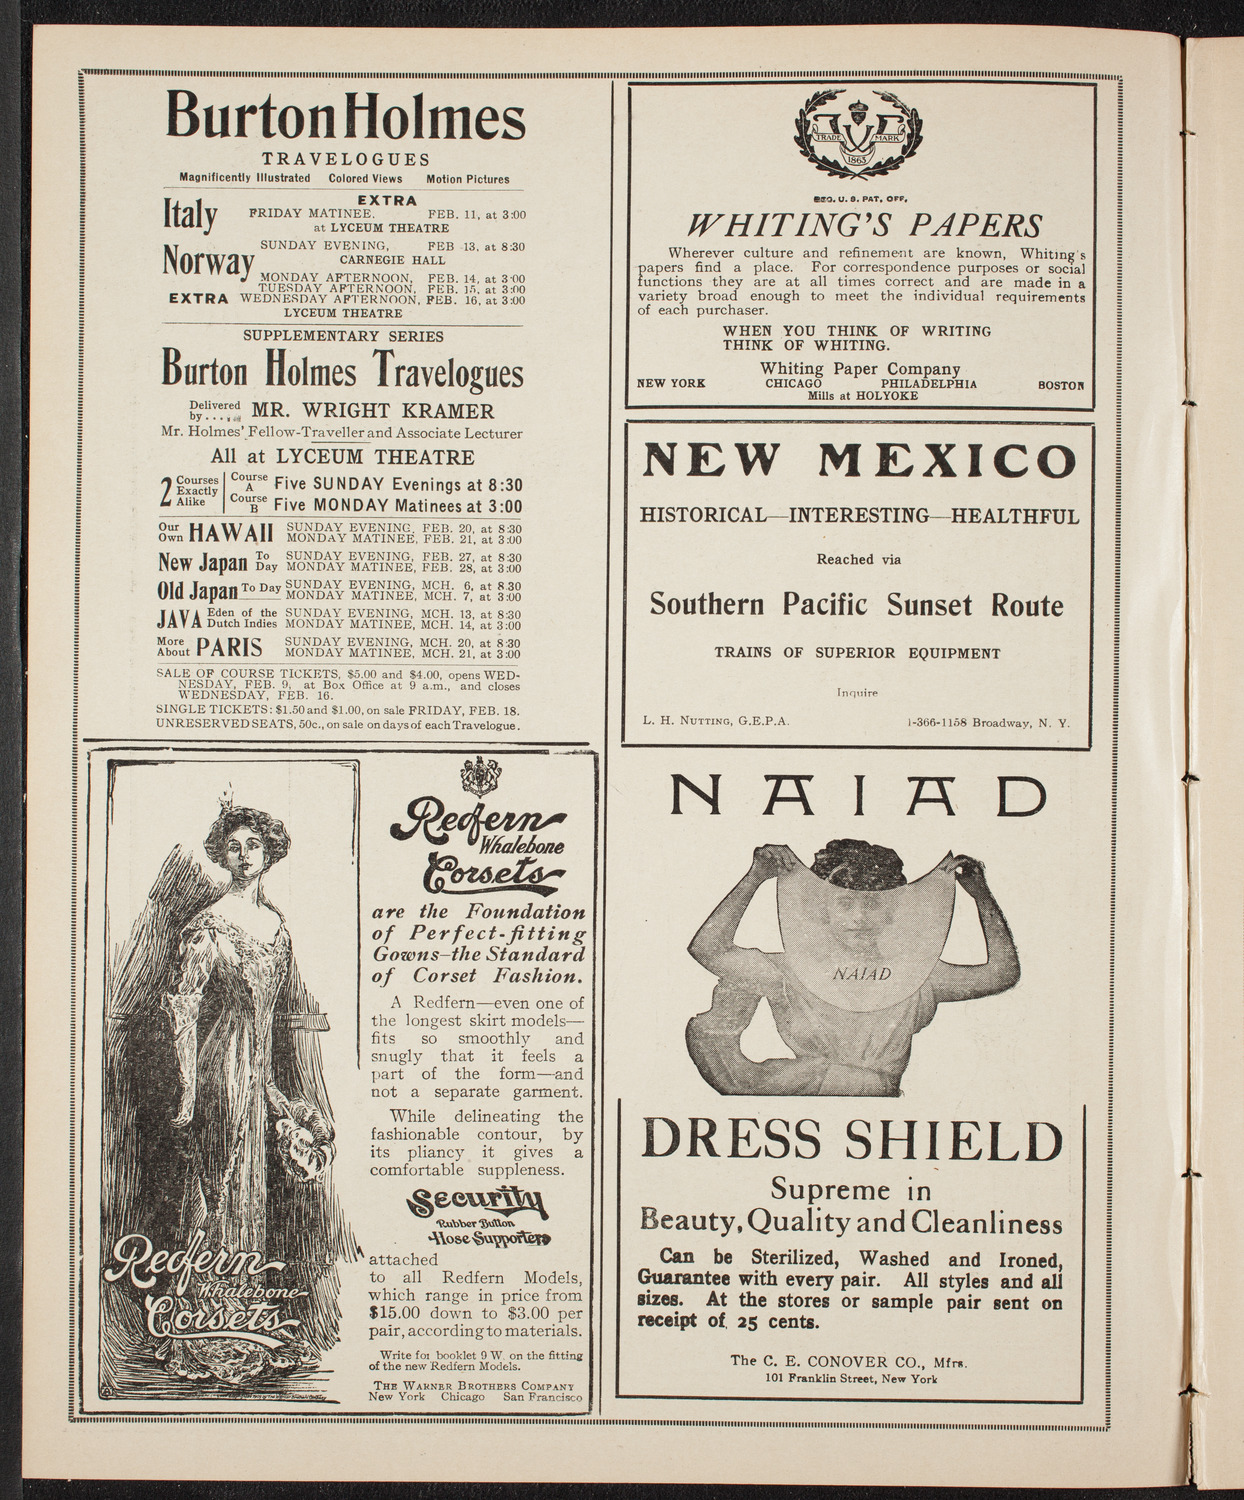 Burton Holmes
TRAVELOGUES
Magnificently Illustrated Colored Views Motion Pictures
EXTRA
Italy FRIDAY MATINEE. FEB. 11, at 3:00
at LYCEUM THEATRE
Norway SUNDAY EVENING, FEB 13, at 8:30
CARNEGIE HALL
MONDAY AFTERNOON, FEB. 14, at 3:00
TUESDAY AFTERNOON, FEB. 15, at 3:00
EXTRA WEDNESDAY AFTERNOON, FEB. 16, at 3:00
LYCEUM THEATRE
SUPPLEMENTARY SERIES
Burton Holmes Travelogues
Delivered by..... MR. WRIGHT KRAMER
Mr. Holmes' Fellow-Traveller and Associate Lecturer
All at LYCEUM THEATRE
2 Courses Exactly Alike
Course A Five SUNDAY Evenings at 8:30
Course B Five MONDAY Matinees at 3:00
Our Own HAWAII SUNDAY EVENING, FEB. 20, at 8:30
MONDAY MATINEE, FEB. 21, at 3:00
New Japan To Day SUNDAY EVENING, FEB. 27, at 8:30
MONDAY MATINEE, FEB. 28, at 3:00
Old Japan To Day SUNDAY EVENING, MCH. 6, at 8.30
MONDAY MATINEE, MCH. 7, at 3:00
JAVA Eden of the Dutch Indies SUNDAY EVENING, MCH. 13, at 8:30
MONDAY MATINEE, MCH. 14, at 3:00
More About PARIS SUNDAY EVENING, MCH. 20, at 8:30
MONDAY MATINEE, MCH. 21, at 3:00
SALE OF COURSE TICKETS, $5.00 and $4.00, opens WED-
NESDAY, FEB. 9, at Box Office at 9 a.m., and closes
WEDNESDAY, FEB. 16.
SINGLE TICKETS: $1.50 and $1.00, on sale FRIDAY, FEB. 18.
UNRESERVED SEATS, 50c., on sale on days of each Travelogue.
Redfern
Whalebone
Corsets
are the Foundation
of Perfect-fitting
Gowns—the Standard
of Corset Fashion.
A Redfern—even one of
the longest skirt models—
fits so smoothly and
snugly that it feels a
part of the form—and
not a separate garment.
While delineating the
fashionable contour, by
its pliancy it gives a
comfortable suppleness.
Security
Rubber Button
Hose Supporters
attached
to all Redfern Models,
which range in price from
$15.00 down to $3.00 per
pair, according to materials.
Write for booklet 9 W. on the fitting
of the new Redfern Models.
THE WARNER BROTHERS COMPANY
New York Chicago San Francisco
Redfern
Whalebone
Corsets
TRADE MARK
1865
REG. U. S. PAT. OFF.
WHITING'S PAPERS
Wherever culture and refinement are known, Whiting's
papers find a place. For correspondence purposes or social
functions they are at all times correct and are made in a
variety broad enough to meet the individual requirements
of each purchaser.
WHEN YOU THINK OF WRITING
THINK OF WHITING.
Whiting Paper Company
NEW YORK CHICAGO PHILADELPHIA BOSTON
Mills at HOLYOKE
NEW MEXICO
HISTORICAL—INTERESTING—HEALTHFUL
Reached via
Southern Pacific Sunset Route
TRAINS OF SUPERIOR EQUIPMENT
Inquire
L. H. NUTTING, G.E.P.A. 1-366-1158 Broadway, N. Y.
NAIAD
NAIAD
DRESS SHIELD
Supreme in
Beauty, Quality and Cleanliness
Can be Sterilized, Washed and Ironed,
Guarantee with every pair. All styles and all
sizes. At the stores or sample pair sent on
receipt of 25 cents.
The C. E. CONOVER CO., Mfrs.
101 Franklin Street, New York